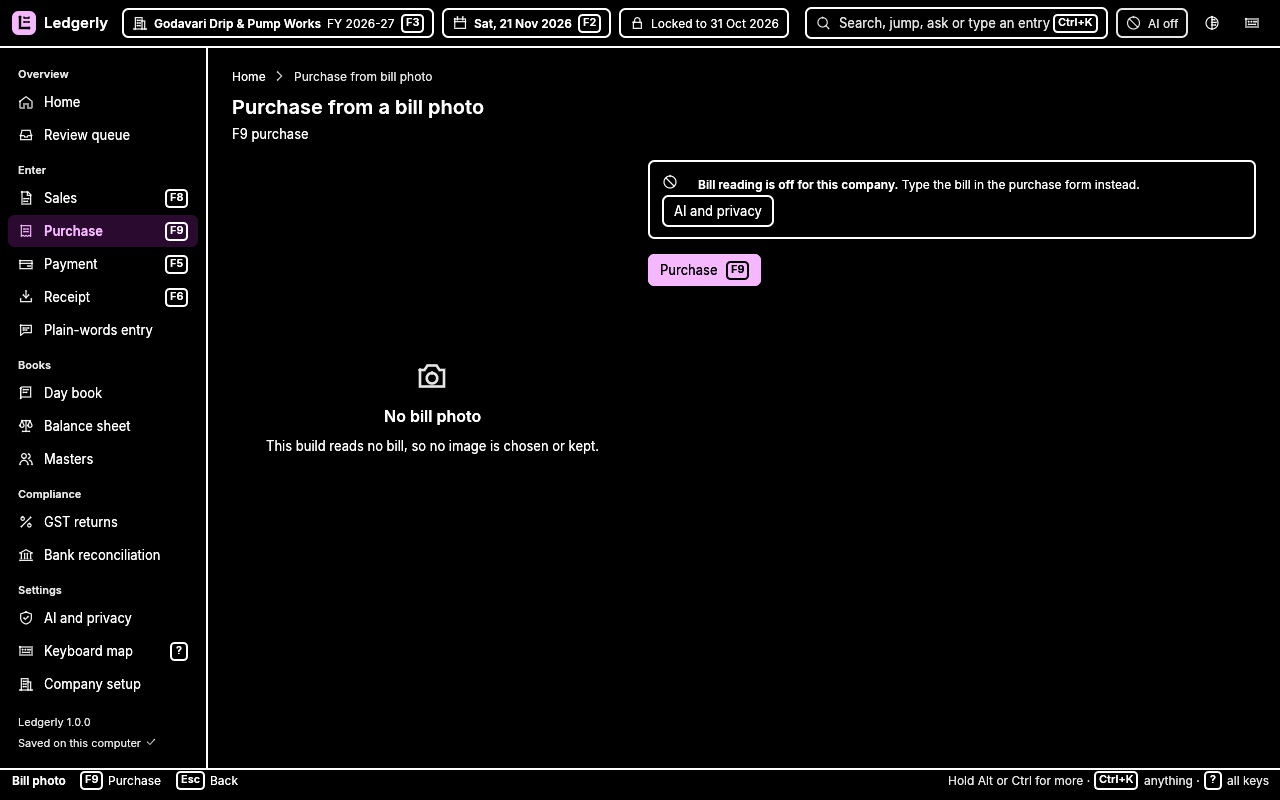 Ledgerly
Godavari Drip & Pump Works FY 2026-27 F3
Sat, 21 Nov 2026 F2
Locked to 31 Oct 2026
Search, jump, ask or type an entry Ctrl+K
AI off
Overview
Home
Review queue
Enter
Sales F8
Purchase F9
Payment F5
Receipt F6
Plain-words entry
Books
Day book
Balance sheet
Masters
Compliance
GST returns
Bank reconciliation
Settings
AI and privacy
Keyboard map ?
Company setup
Ledgerly 1.0.0
Saved on this computer
Home Purchase from bill photo
Purchase from a bill photo
F9 purchase
No bill photo
This build reads no bill, so no image is chosen or kept.
Bill reading is off for this company. Type the bill in the purchase form instead.
AI and privacy
Purchase F9
Bill photo F9 Purchase Esc Back
Hold Alt or Ctrl for more · Ctrl+K anything · ? all keys